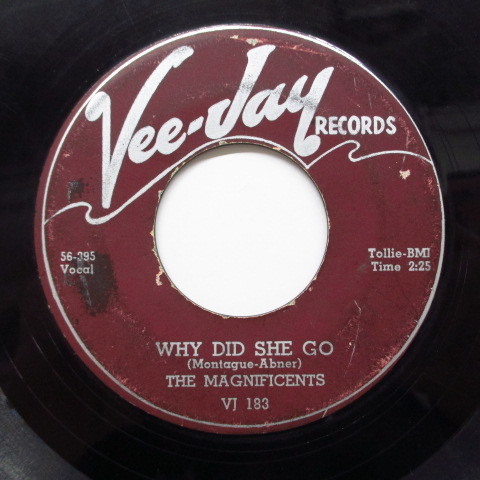 Vee-Jay
RECORDS
56-395
Vocal
Tollie-BMI
Time 2:25
WHY DID SHE GO
(Montague-Abner)
THE MAGNIFICENTS
VJ 183